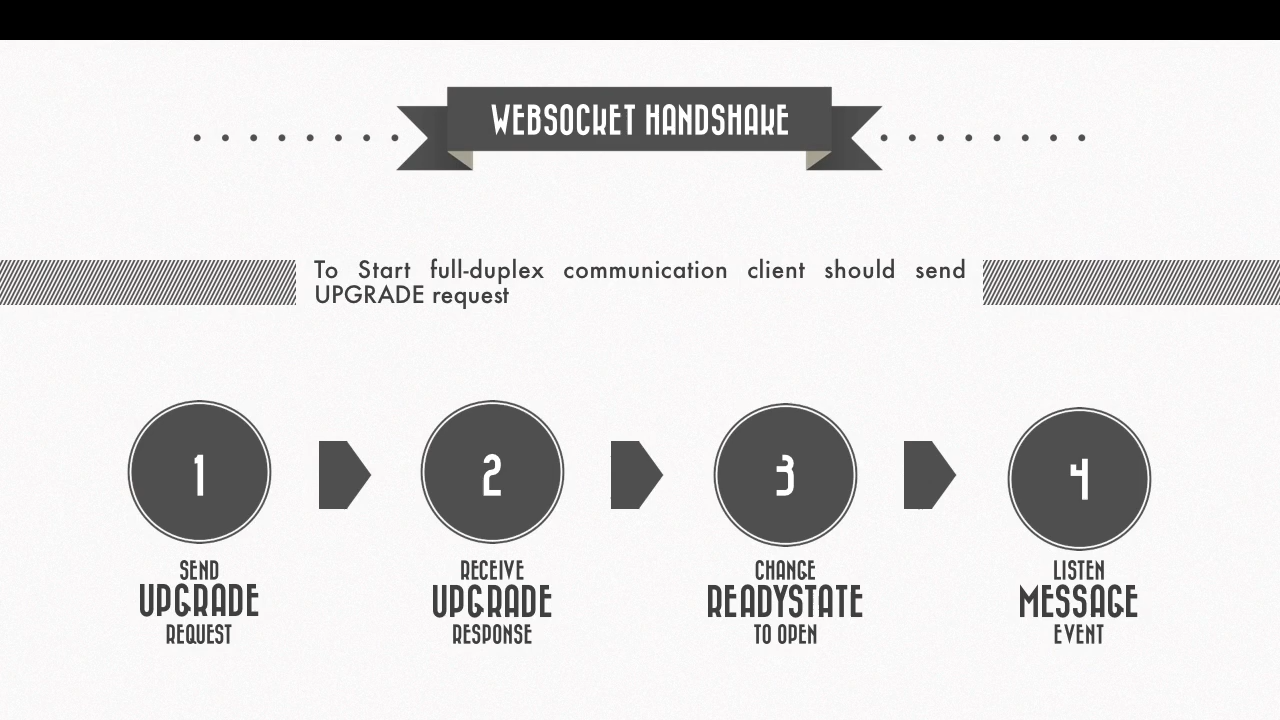 WEBSOCKET HANDSHAKE
To Start full-duplex communication client should send
UPGRADE request
1
2
3
4
SEND
UPGRADE
REQUEST
RECEIVE
UPGRADE
RESPONSE
CHANGE
READYSTATE
TO OPEN
LISTEN
MESSAGE
EVENT